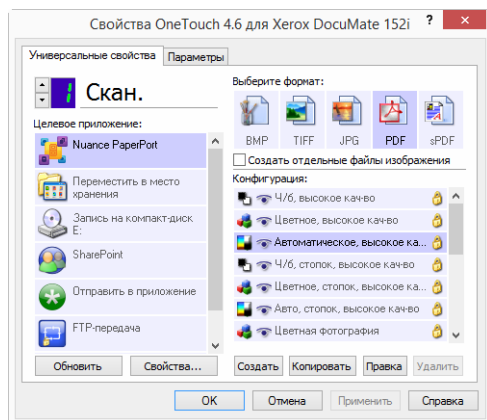 Свойства OneTouch 4.6 для Xerox DocuMate 152i
?
×
Универсальные свойства
Параметры
1
Скан.
Целевое приложение:
Nuance PaperPort
Переместить в место
хранения
Запись на компакт-диск
E:
SharePoint
Отправить в приложение
FTP-передача
Обновить
Свойства...
Выберите формат:
BMP
TIFF
JPG
PDF
sPDF
Создать отдельные файлы изображения
Конфигурация:
Ч/б, высокое кач-во
Цветное, высокое кач-во
Автоматическое, высокое ка...
Ч/б, стопок, высокое кач-во
Цветное, стопок, высокое ка...
Авто, стопок, высокое кач-во
Цветная фотография
Создать
Копировать
Правка
Удалить
ОК
Отмена
Применить
Справка